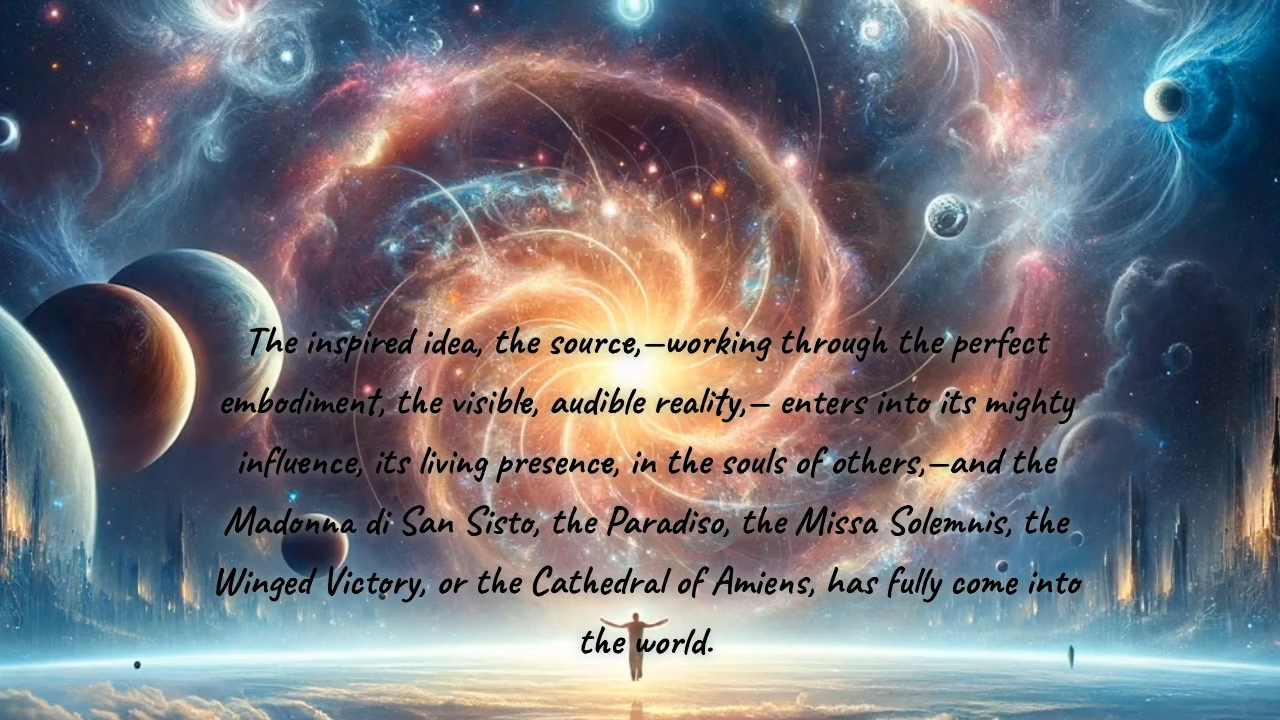 The inspired idea, the source,—working through the perfect
embodiment, the visible, audible reality,— enters into its mighty
influence, its living presence, in the souls of others,—and the
Madonna di San Sisto, the Paradiso, the Missa Solemnis, the
Winged Victory, or the Cathedral of Amiens, has fully come into
the world.